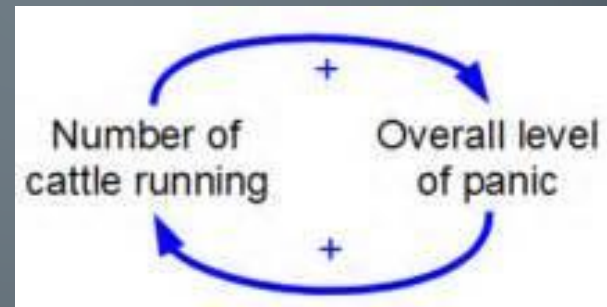 +
Number of
cattle running
Overall level
of panic
+